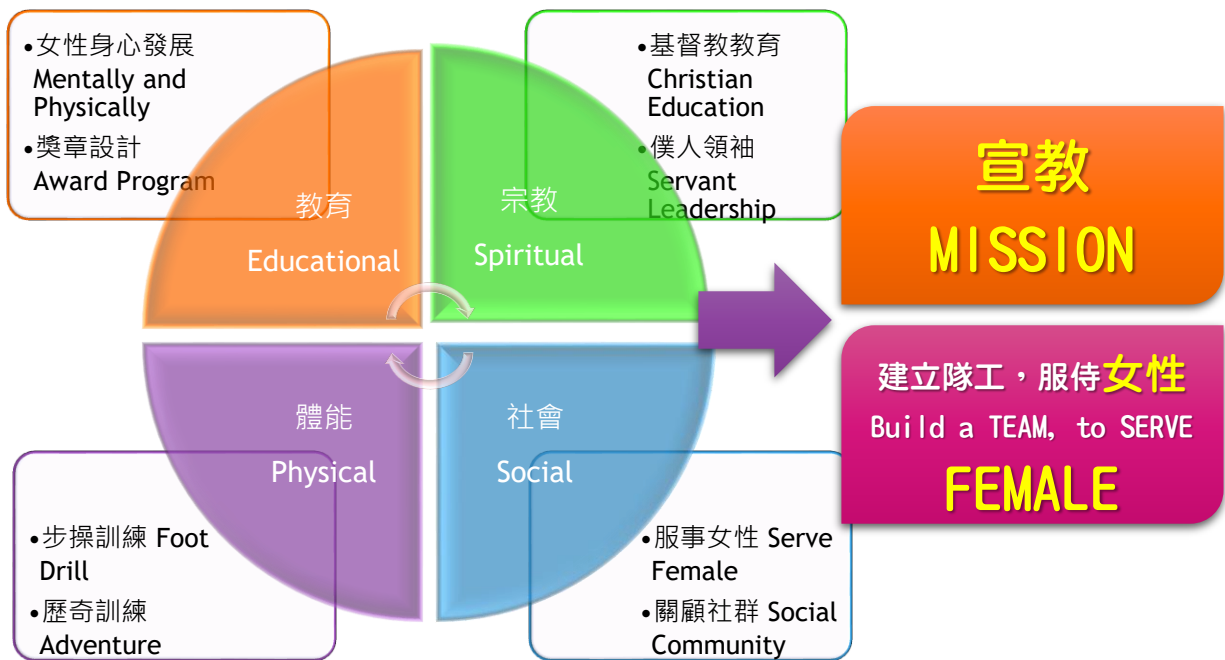 •女性身心發展
Mentally and
Physically
•獎章設計
Award Program
教育
Educational
•基督教教育
Christian
Education
•僕人領袖
Servant
Leadership
宗教
Spiritual
體能
Physical
•步操訓練 Foot
Drill
•歷奇訓練
Adventure
社會
Social
•服事女性 Serve
Female
•關顧社群 Social
Community
宣教
MISSION
建立隊工，服侍女性
Build a TEAM, to SERVE
FEMALE